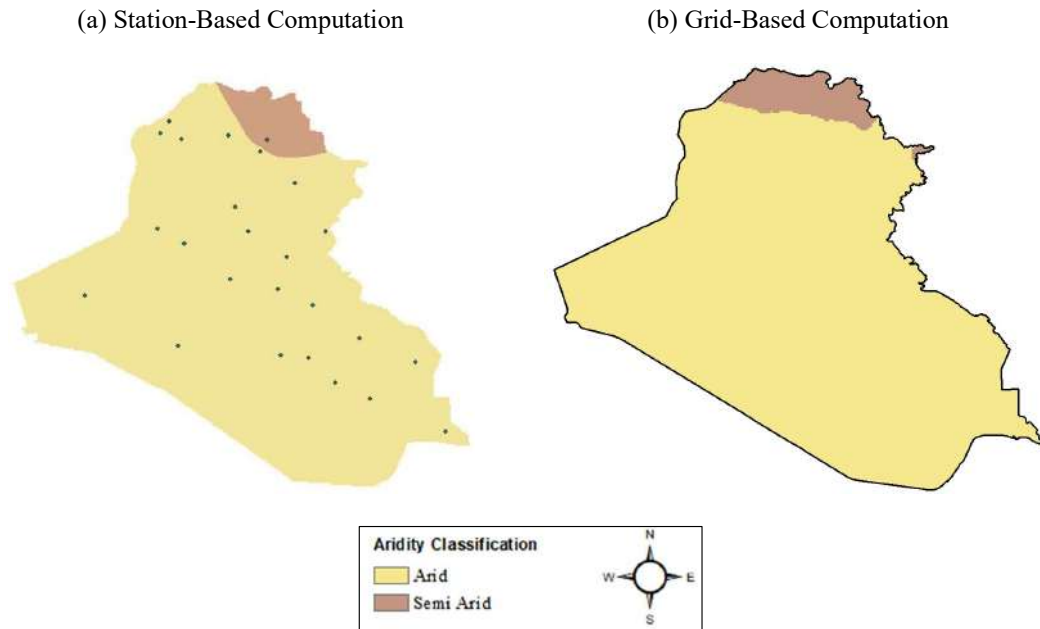 (a) Station-Based Computation
(b) Grid-Based Computation
Aridity Classification
Arid
Semi Arid
N
W
E
S